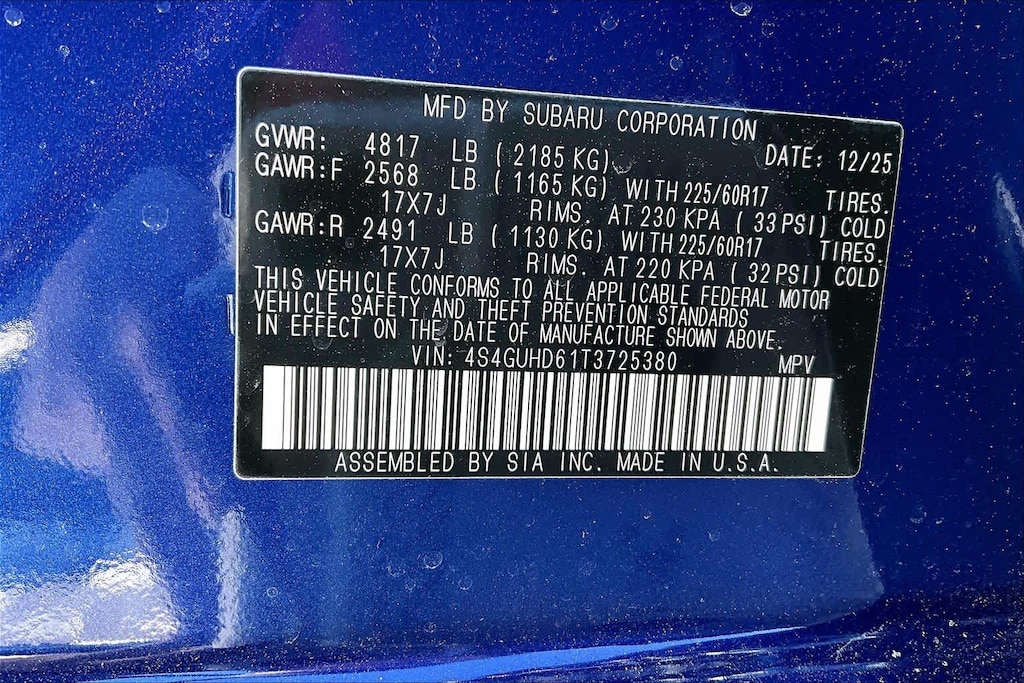 MFD BY SUBARU CORPORATION
GVWR: 4817 LB ( 2185 KG) DATE: 12/25
GAWR:F 2568 LB ( 1165 KG) WITH 225/60R17 TIRES.
17X7J RIMS. AT 230 KPA ( 33 PSI) COLD
GAWR:R 2491 LB ( 1130 KG) WITH 225/60R17 TIRES.
17X7J RIMS. AT 220 KPA ( 32 PSI) COLD
THIS VEHICLE CONFORMS TO ALL APPLICABLE FEDERAL MOTOR
VEHICLE SAFETY AND THEFT PREVENTION STANDARDS
IN EFFECT ON THE DATE OF MANUFACTURE SHOWN ABOVE.
VIN: 4S4GUHD61T3725380 MPV
ASSEMBLED BY SIA INC. MADE IN U.S.A.